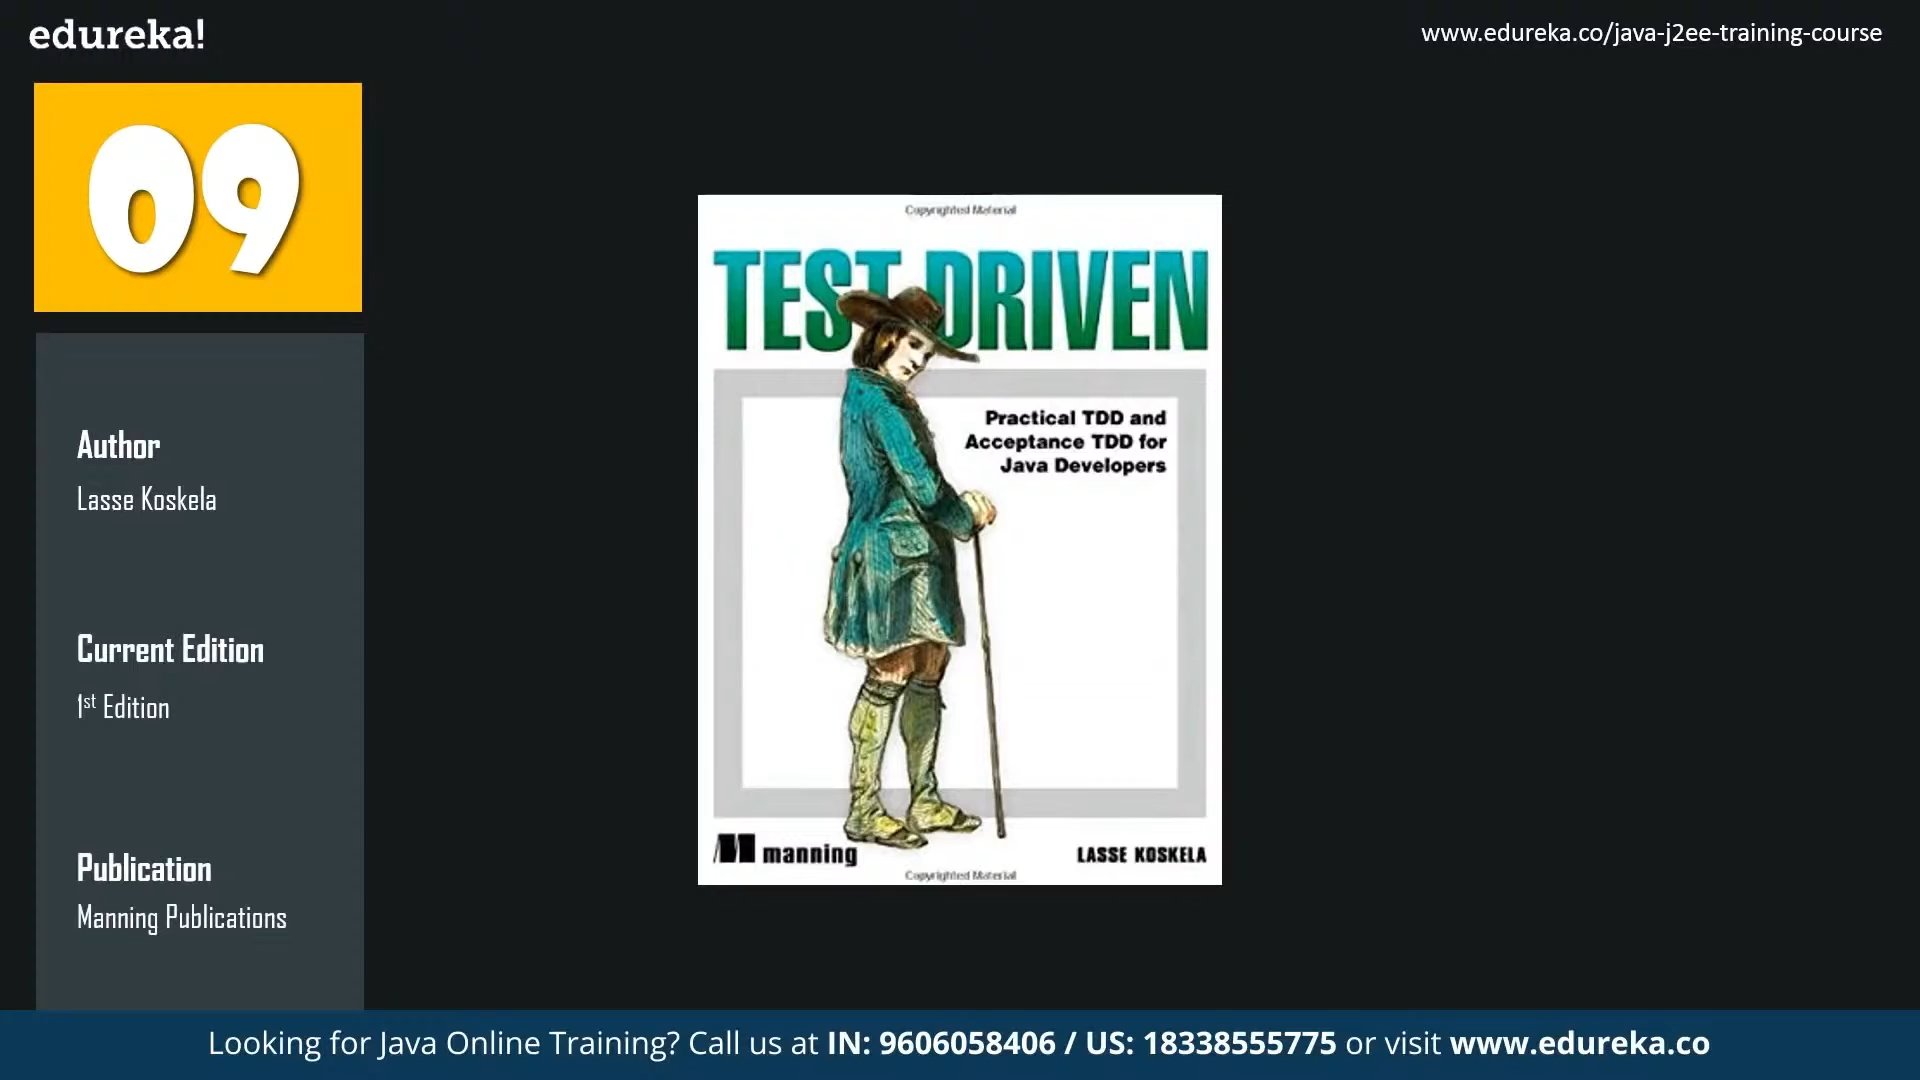 edureka!
www.edureka.co/java-j2ee-training-course
09
Author
Lasse Koskela
Current Edition
1st Edition
Publication
Manning Publications
Copyrighted Material
TEST DRIVEN
Practical TDD and
Acceptance TDD for
Java Developers
manning
LASSE KOSKELA
Copyrighted Material
Looking for Java Online Training? Call us at IN: 9606058406 / US: 18338555775 or visit www.edureka.co